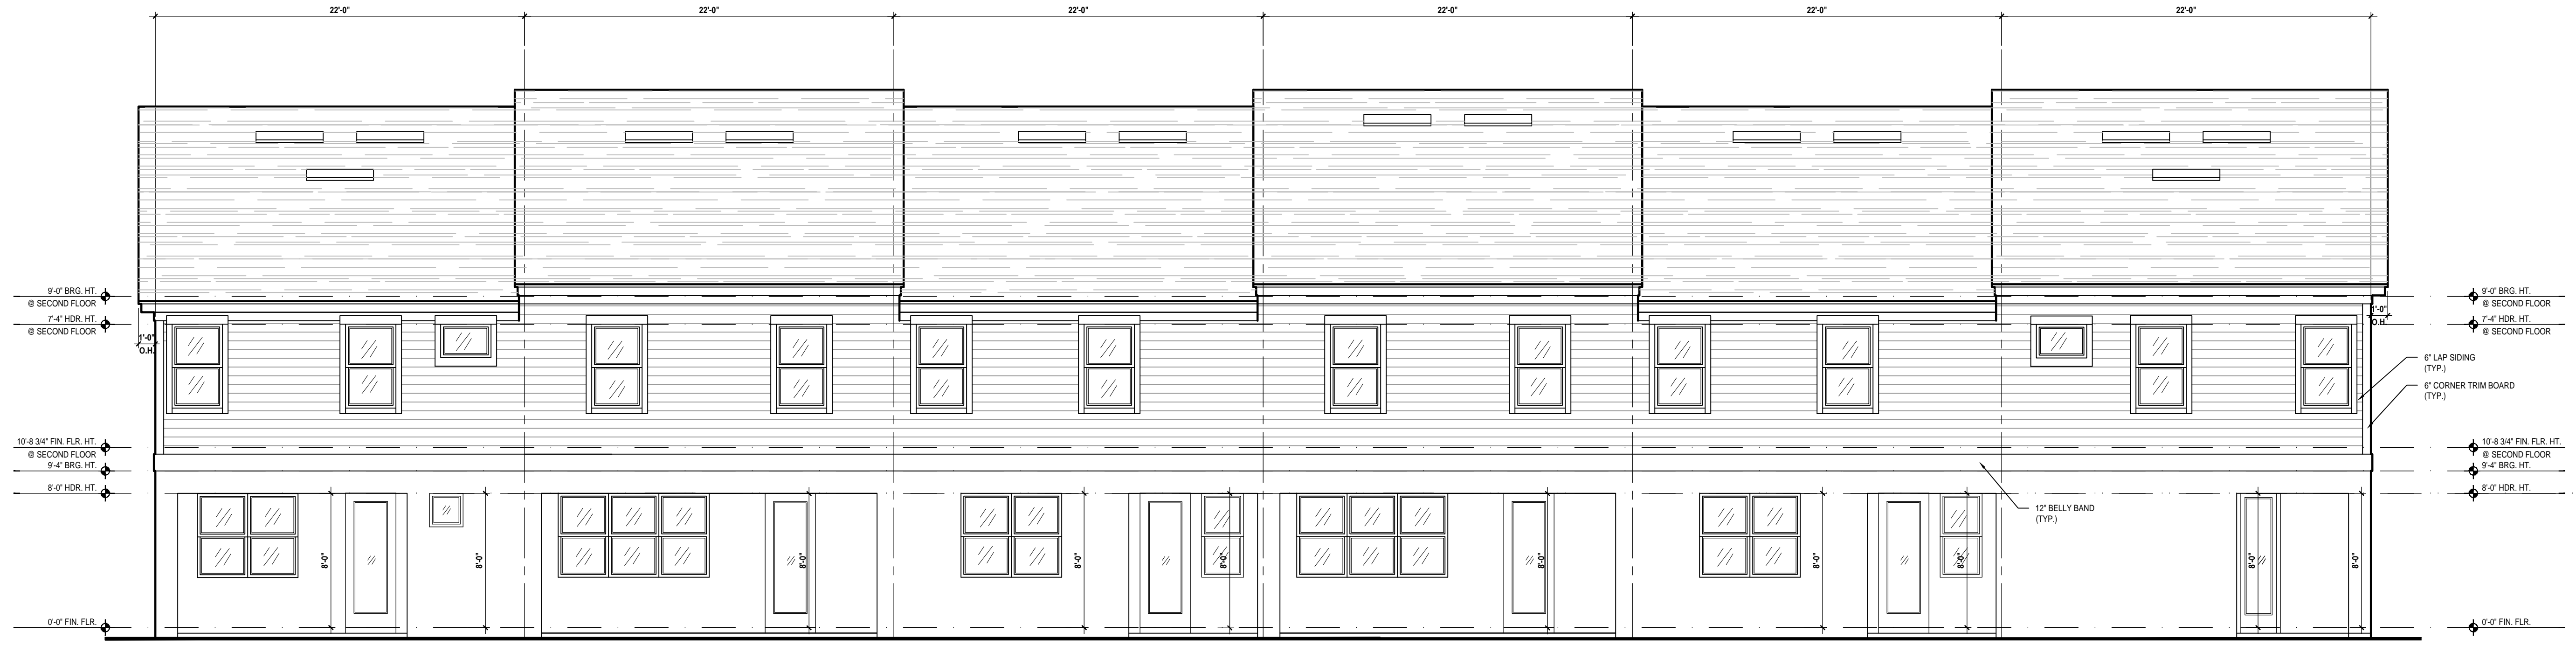 22'-0" 22'-0" 22'-0" 22'-0" 22'-0" 22'-0"
9'-0" BRG. HT.
@ SECOND FLOOR
7'-4" HDR. HT.
@ SECOND FLOOR
1'-0"
O.H.
10'-8 3/4" FIN. FLR. HT.
@ SECOND FLOOR
9'-4" BRG. HT.
8'-0" HDR. HT.
0'-0" FIN. FLR.
8'-0" 8'-0" 8'-0" 8'-0" 8'-0" 8'-0" 8'-0" 8'-0" 8'-0" 8'-0"
9'-0" BRG. HT.
@ SECOND FLOOR
1'-0"
O.H.
7'-4" HDR. HT.
@ SECOND FLOOR
6" LAP SIDING
(TYP.)
6" CORNER TRIM BOARD
(TYP.)
10'-8 3/4" FIN. FLR. HT.
@ SECOND FLOOR
9'-4" BRG. HT.
8'-0" HDR. HT.
12" BELLY BAND
(TYP.)
0'-0" FIN. FLR.